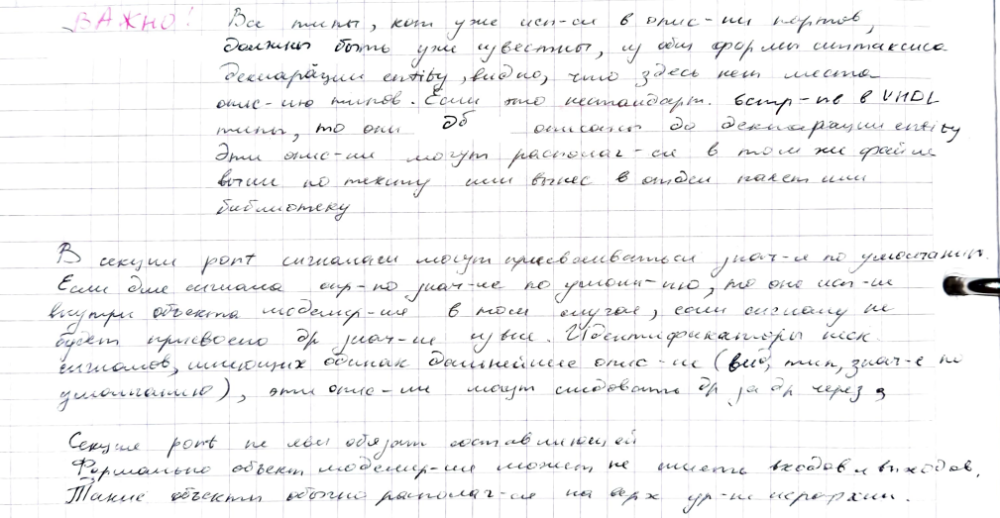 ВАЖНО! Все типы, кот уже исп-ся в опис-ии портов,
должны быть уже известны, из общ формы синтаксиса
декларации entity, видно, что здесь нет места
опис-ию типов. Если это нестандарт. встр-ые в VHDL
типы, то они дб описаны до декларации entity
Эти опис-ия могут располаг-ся в том же файле
выше по тексту или вынес в отдел пакет или
библиотеку
В секции port сигналам могут присваиваться знач-я по умолчанию.
Если для сигнала опр-но знач-ие по умолч-ию, то оно исп-ся
внутри объекта моделир-ия в том случае, если сигналу не
будет присвоено др знач-ие извне. Идентификаторы неск.
сигналов, имеющих одинак дальнейшее опис-ие (вид, тип, знач-е по
умолчанию), эти опис-ия могут следовать др за др через з
Секция port не явл обязат составляющей
Формально объект моделир-ия может не иметь входов и выходов.
Такие объекты обычно располаг-ся на верх ур-не иерархии.